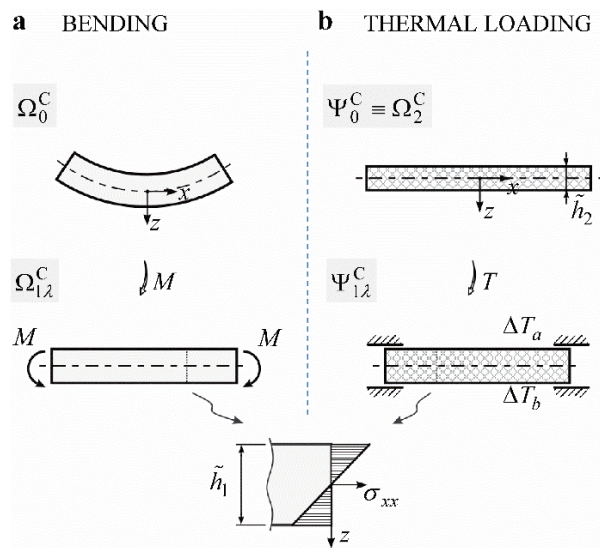 a BENDING
b THERMAL LOADING
Ω₀ᶜ
Ψ₀ᶜ ≡ Ω₂ᶜ
x
z
x
z
h̃₂
Ω₁λᶜ
M
Ψ₁λᶜ
T
M
M
ΔTₐ
ΔT_b
h̃₁
σₓₓ
z